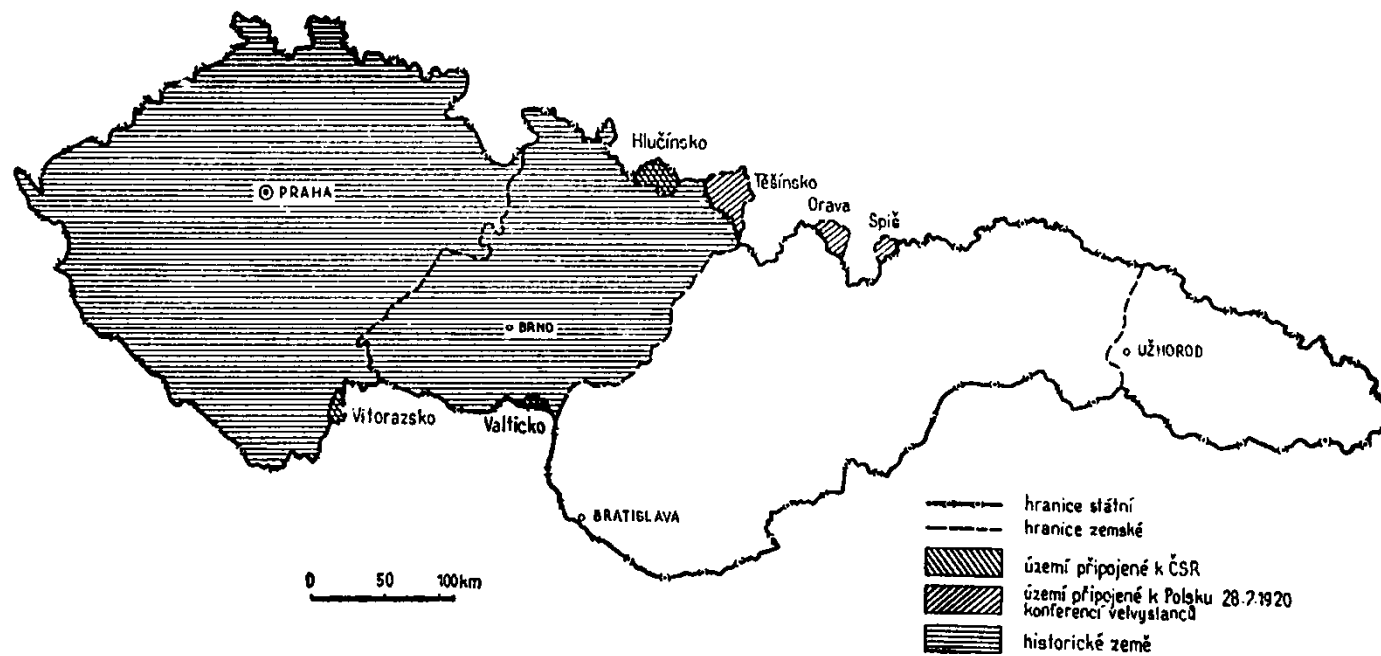 Hlučínsko
Těšínsko
PRAHA
Orava
Spiš
BRNO
UŽHOROD
Vitorazsko
Valticko
BRATISLAVA
0 50 100km
hranice státní
hranice zemské
území připojené k ČSR
území připojené k Polsku 28.7.1920
konferencí velvyslanců
historické země